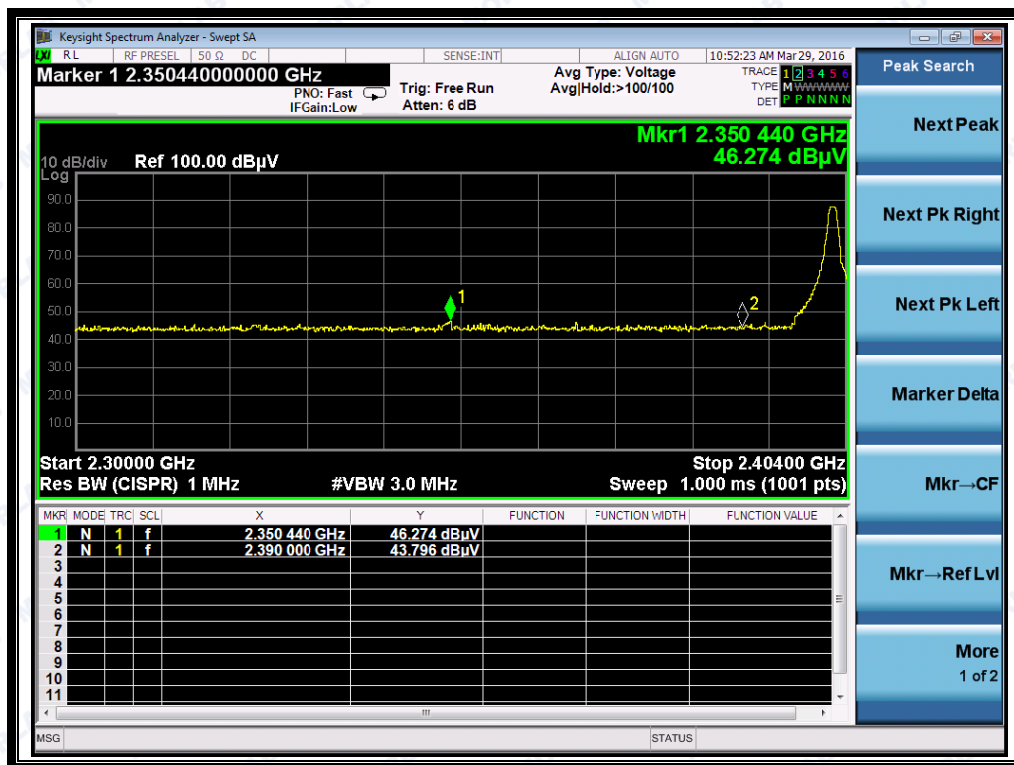 Keysight Spectrum Analyzer - Swept SA
LXI RL RF PRESEL 50 Ω DC SENSE:INT ALIGN AUTO 10:52:23 AM Mar 29, 2016
Marker 1 2.350440000000 GHz
PNO: Fast
IFGain:Low
Trig: Free Run
Atten: 6 dB
Avg Type: Voltage
Avg|Hold:>100/100
TRACE 1 2 3 4 5 6
TYPE M WWWWW
DET P P N N N N
Peak Search
Mkr1 2.350 440 GHz
46.274 dBµV
10 dB/div Ref 100.00 dBµV
Log
90.0
80.0
70.0
60.0
50.0
40.0
30.0
20.0
10.0
1
2
Start 2.30000 GHz
Stop 2.40400 GHz
Res BW (CISPR) 1 MHz #VBW 3.0 MHz Sweep 1.000 ms (1001 pts)
MKR MODE TRC SCL X Y FUNCTION FUNCTION WIDTH FUNCTION VALUE
1 N 1 f 2.350 440 GHz 46.274 dBµV
2 N 1 f 2.390 000 GHz 43.796 dBµV
3
4
5
6
7
8
9
10
11
MSG STATUS
Next Peak
Next Pk Right
Next Pk Left
Marker Delta
Mkr→CF
Mkr→Ref Lvl
More
1 of 2